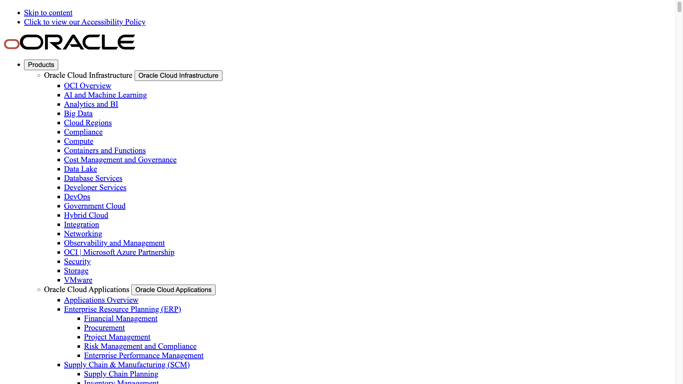 Skip to content
Click to view our Accessibility Policy
ORACLE
Products
Oracle Cloud Infrastructure Oracle Cloud Infrastructure
OCI Overview
AI and Machine Learning
Analytics and BI
Big Data
Cloud Regions
Compliance
Compute
Containers and Functions
Cost Management and Governance
Data Lake
Database Services
Developer Services
DevOps
Government Cloud
Hybrid Cloud
Integration
Networking
Observability and Management
OCI | Microsoft Azure Partnership
Security
Storage
VMware
Oracle Cloud Applications Oracle Cloud Applications
Applications Overview
Enterprise Resource Planning (ERP)
Financial Management
Procurement
Project Management
Risk Management and Compliance
Enterprise Performance Management
Supply Chain & Manufacturing (SCM)
Supply Chain Planning
Inventory Management